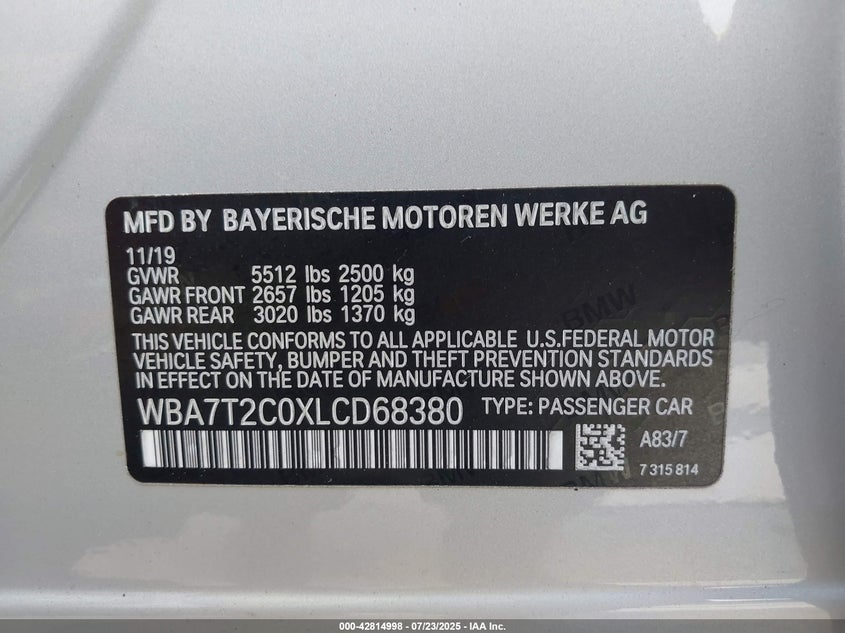 MFD BY BAYERISCHE MOTOREN WERKE AG
11/19
GVWR 5512 lbs 2500 kg
GAWR FRONT 2657 lbs 1205 kg
GAWR REAR 3020 lbs 1370 kg
THIS VEHICLE CONFORMS TO ALL APPLICABLE U.S.FEDERAL MOTOR
VEHICLE SAFETY, BUMPER AND THEFT PREVENTION STANDARDS
IN EFFECT ON THE DATE OF MANUFACTURE SHOWN ABOVE.
WBA7T2C0XLCD68380 TYPE: PASSENGER CAR
A83/7
7 315 814
000-42814998 - 07/23/2025 - IAA Inc.